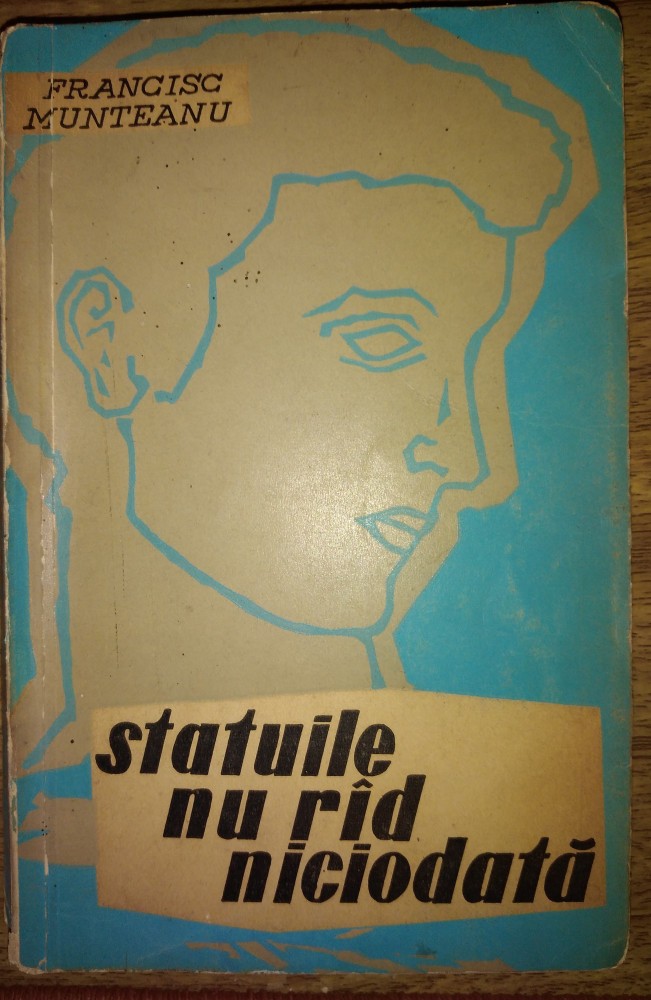 FRANCISC
MUNTEANU
statuile
nu rîd
niciodată